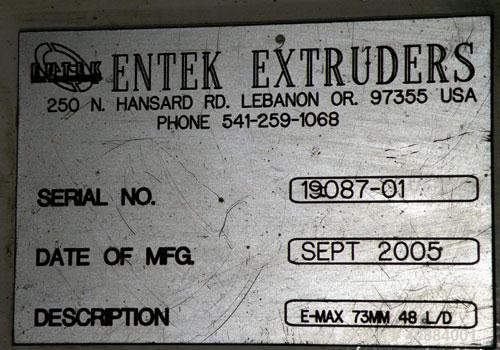 ENTEK
ENTEK EXTRUDERS
250 N. HANSARD RD. LEBANON OR. 97355 USA
PHONE 541-259-1068
SERIAL NO. 19087-01
DATE OF MFG. SEPT 2005
DESCRIPTION E-MAX 73MM 48 L/D